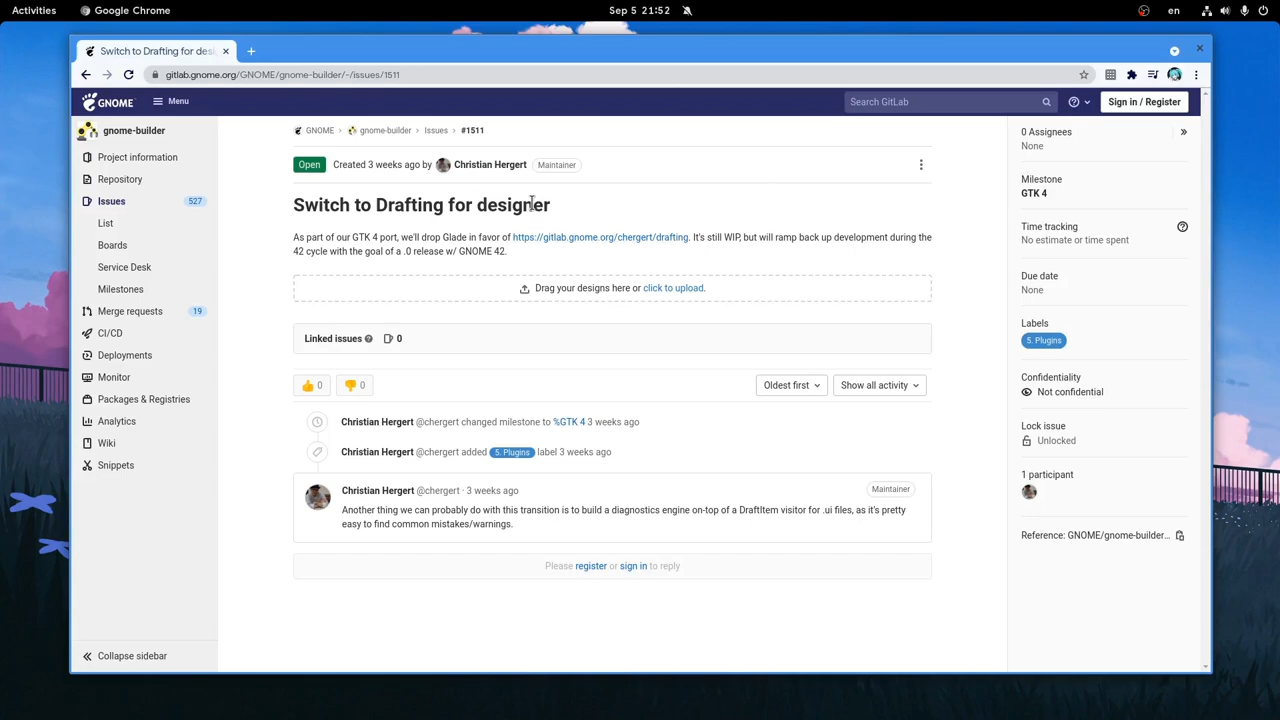 Activities
Google Chrome
Sep 5 21:52
en
Switch to Drafting for desi
gitlab.gnome.org/GNOME/gnome-builder/-/issues/1511
GNOME
Menu
Search GitLab
Sign in / Register
gnome-builder
Project information
Repository
Issues 527
List
Boards
Service Desk
Milestones
Merge requests 19
CI/CD
Deployments
Monitor
Packages & Registries
Analytics
Wiki
Snippets
Collapse sidebar
GNOME › gnome-builder › Issues › #1511
Open Created 3 weeks ago by Christian Hergert Maintainer
Switch to Drafting for designer
As part of our GTK 4 port, we'll drop Glade in favor of https://gitlab.gnome.org/chergert/drafting. It's still WIP, but will ramp back up development during the
42 cycle with the goal of a .0 release w/ GNOME 42.
Drag your designs here or click to upload.
Linked issues 0
0 0
Oldest first Show all activity
Christian Hergert @chergert changed milestone to %GTK 4 3 weeks ago
Christian Hergert @chergert added 5. Plugins label 3 weeks ago
Christian Hergert @chergert · 3 weeks ago Maintainer
Another thing we can probably do with this transition is to build a diagnostics engine on-top of a DraftItem visitor for .ui files, as it's pretty
easy to find common mistakes/warnings.
Please register or sign in to reply
0 Assignees
None
Milestone
GTK 4
Time tracking
No estimate or time spent
Due date
None
Labels
5. Plugins
Confidentiality
Not confidential
Lock issue
Unlocked
1 participant
Reference: GNOME/gnome-builder...